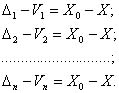 Δ₁ − V₁ = X₀ − X;
Δ₂ − V₂ = X₀ − X;
.............................;
Δₙ − Vₙ = X₀ − X.